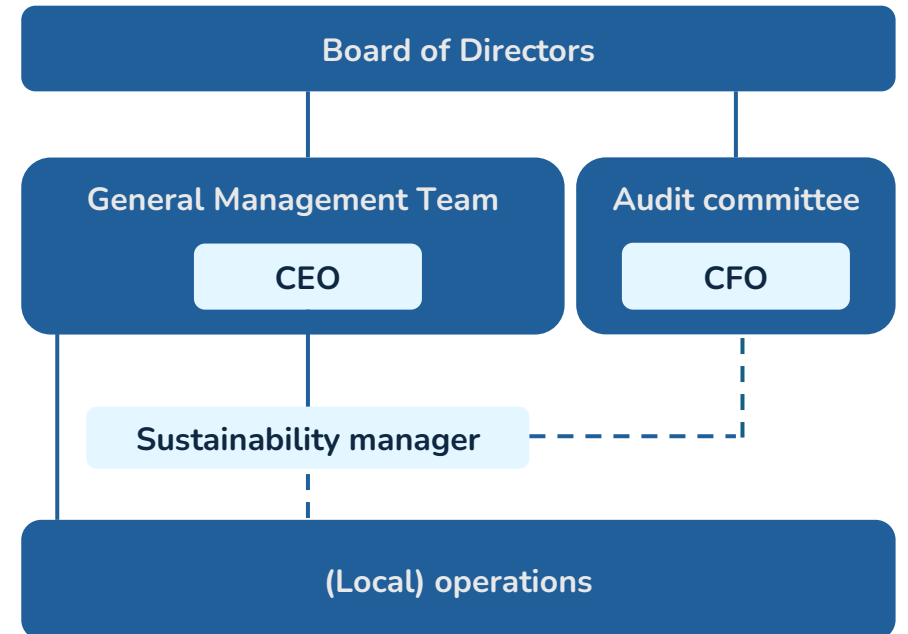 Board of Directors
General Management Team
Audit committee
CEO
CFO
Sustainability manager
(Local) operations